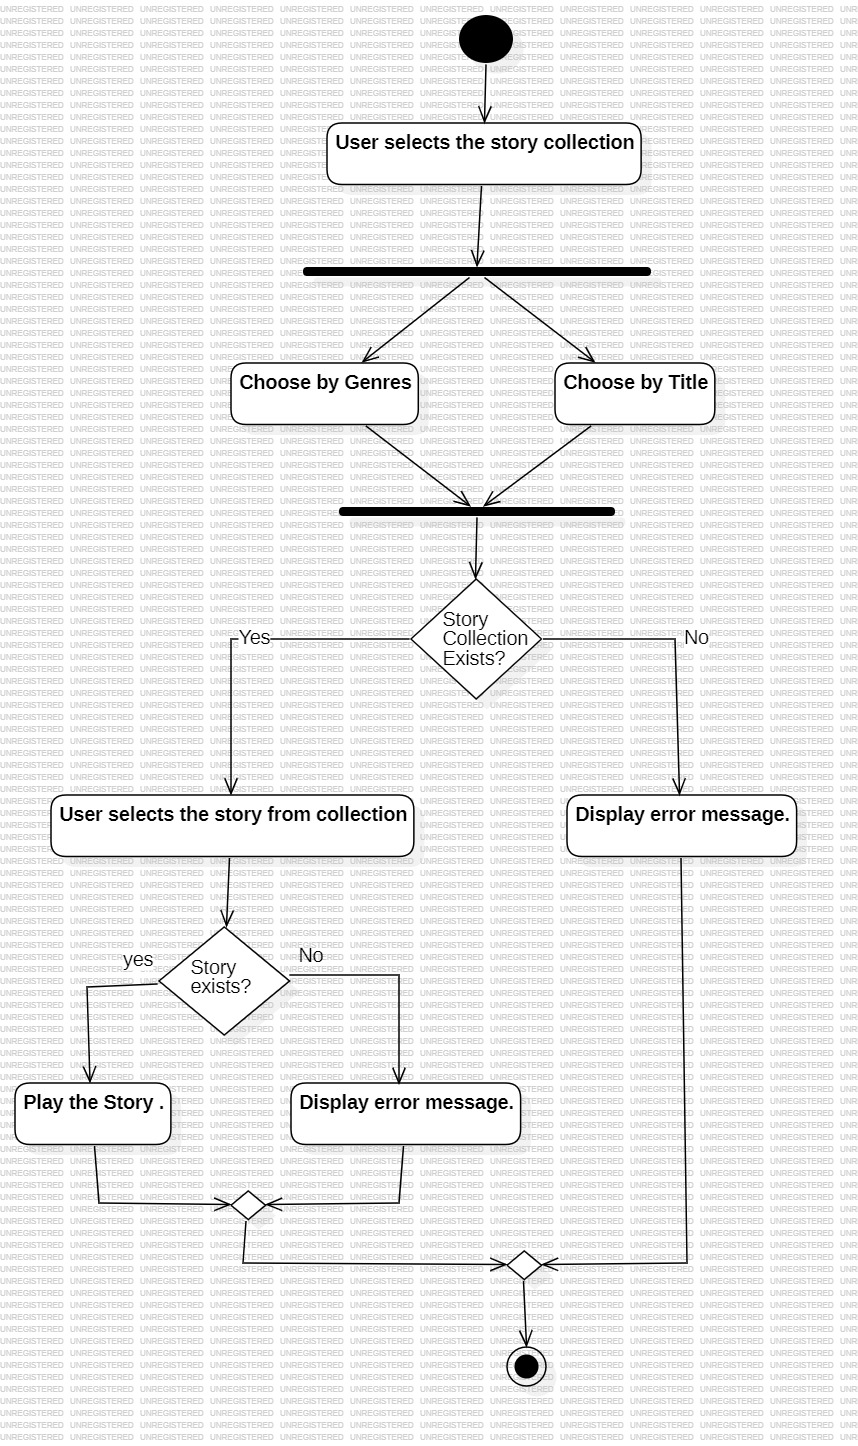 User selects the story collection
Choose by Genres
Choose by Title
Story
Collection
Exists?
Yes
No
User selects the story from collection
Display error message.
Story
exists?
yes
No
Play the Story .
Display error message.
UNREGISTERED